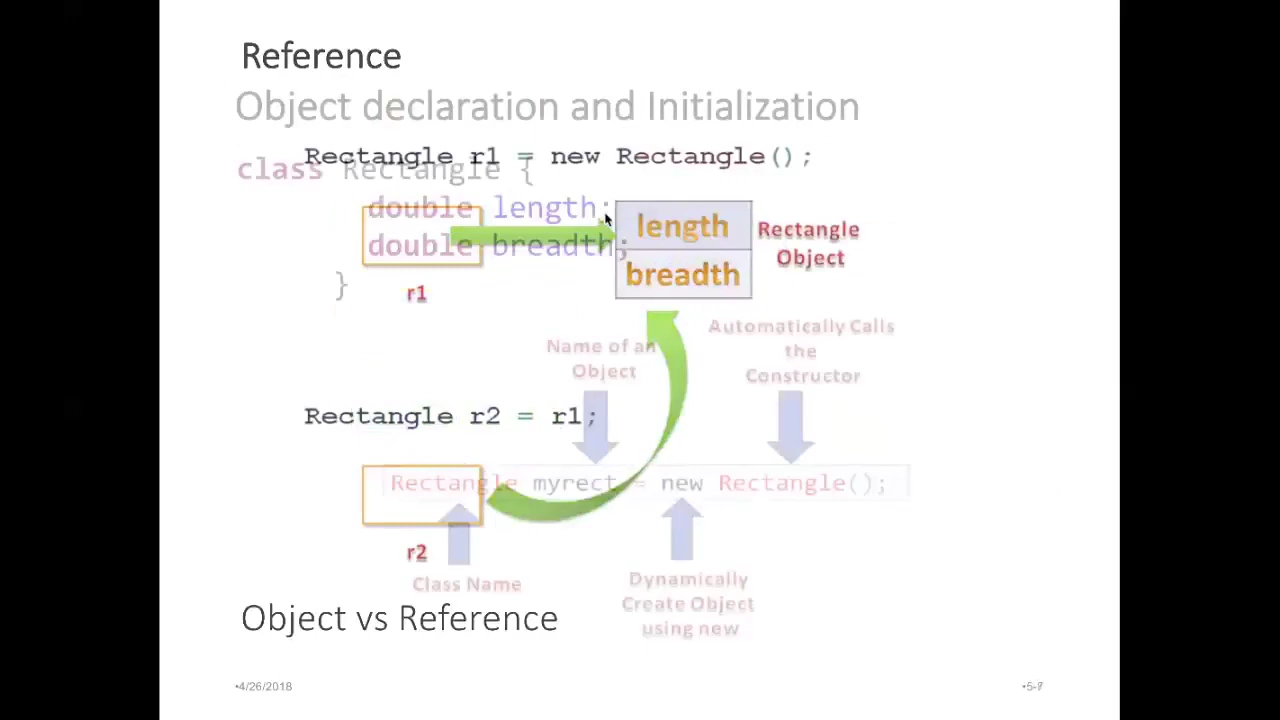 Reference
Object declaration and Initialization
Rectangle r1 = new Rectangle();
class Rectangle {
double length;
double breadth;
}
length
breadth
Rectangle
Object
r1
Name of an
Object
Automatically Calls
the
Constructor
Rectangle r2 = r1;
Rectangle myrect = new Rectangle();
r2
Class Name
Dynamically
Create Object
using new
Object vs Reference
•4/26/2018